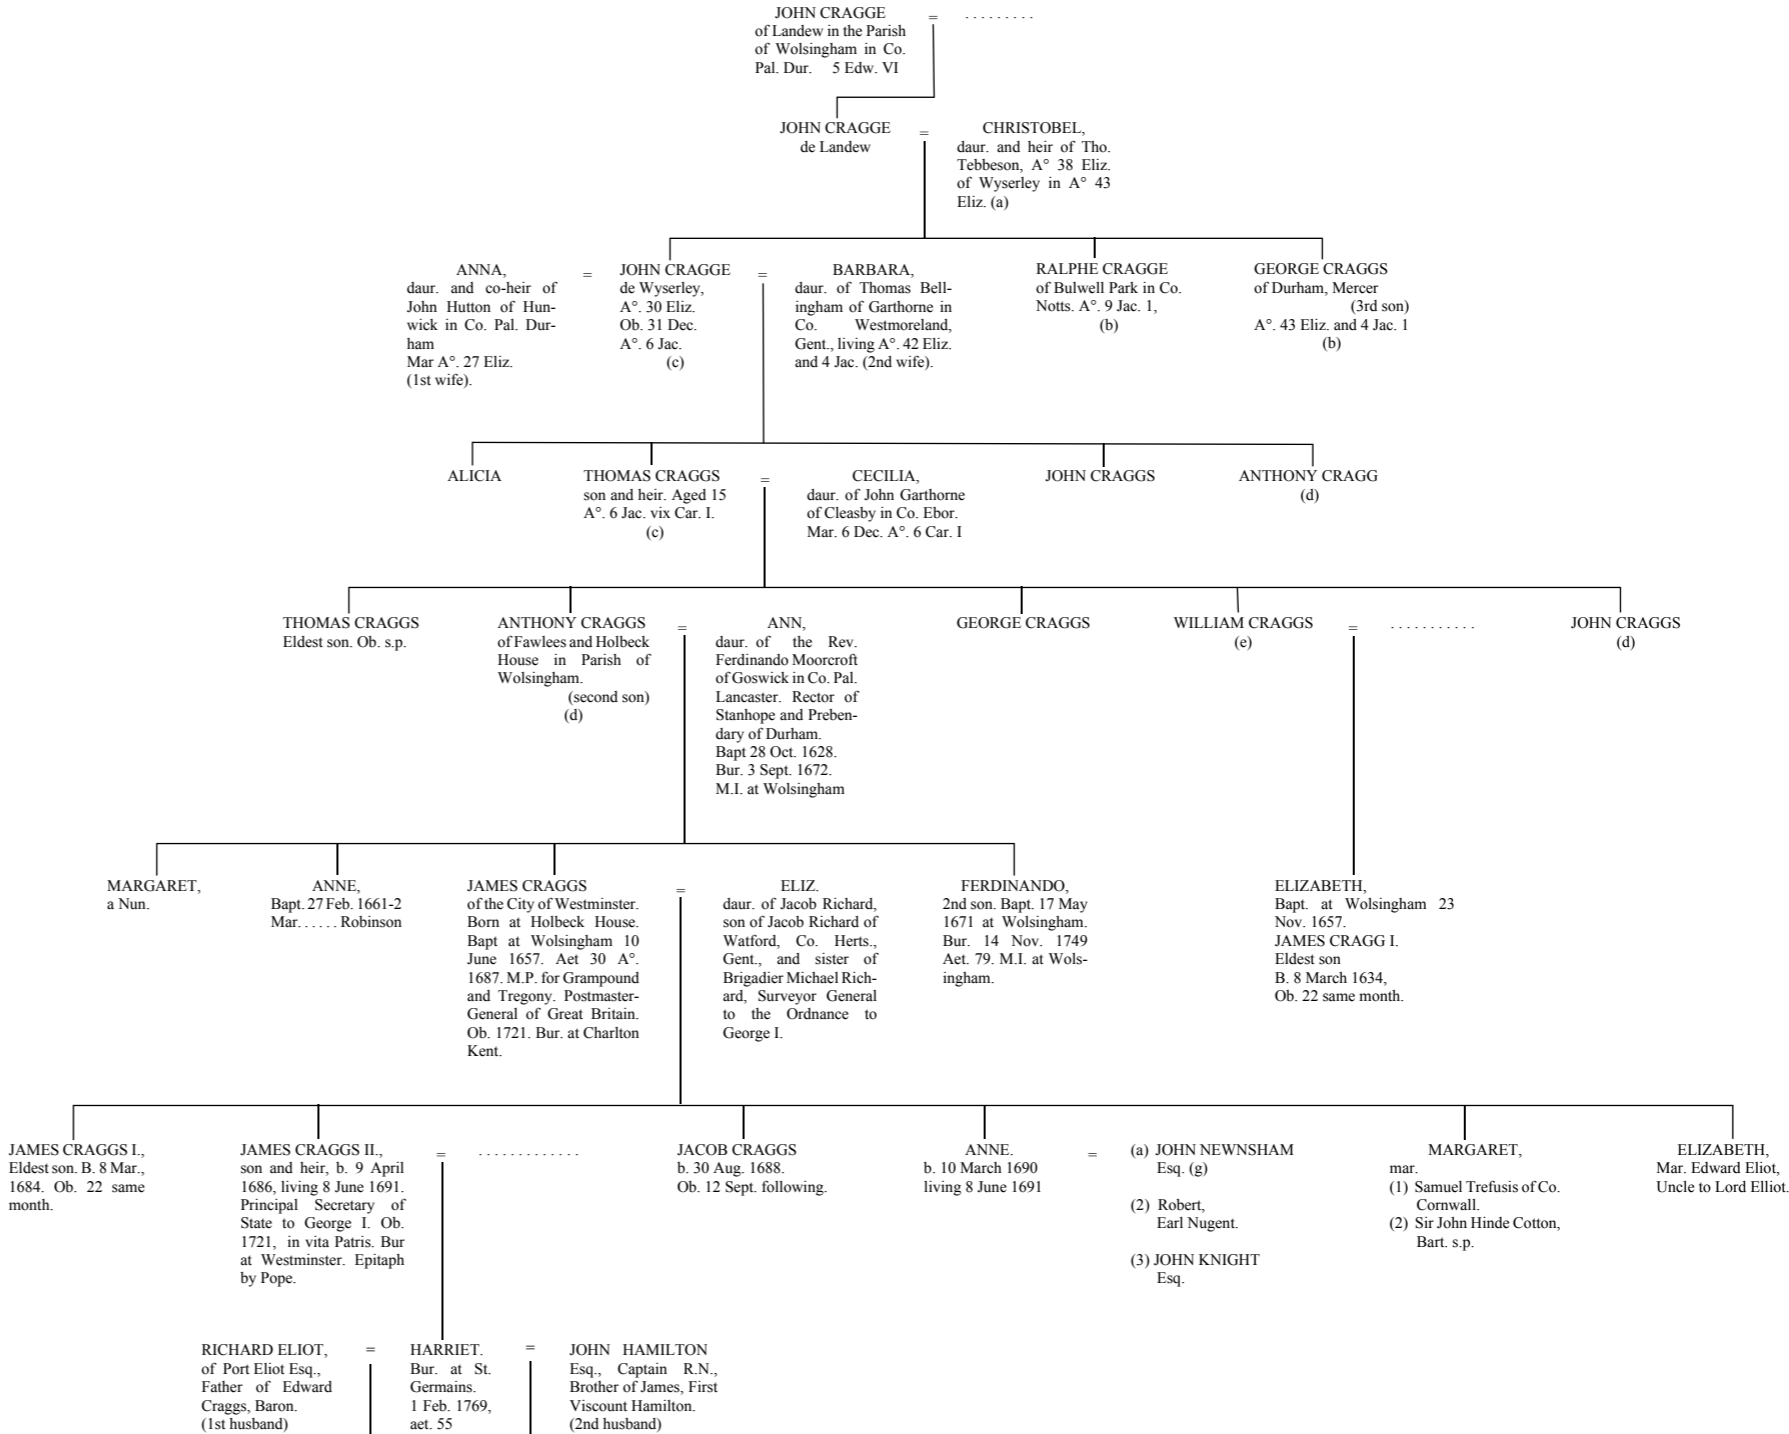 JOHN CRAGGE
of Landew in the Parish
of Wolsingham in Co.
Pal. Dur. 5 Edw. VI
=
. . . . . . . . .
JOHN CRAGGE
de Landew
=
CHRISTOBEL,
daur. and heir of Tho.
Tebbeson, A° 38 Eliz.
of Wyserley in A° 43
Eliz. (a)
ANNA,
daur. and co-heir of
John Hutton of Hun-
wick in Co. Pal. Dur-
ham
Mar A°. 27 Eliz.
(1st wife).
=
JOHN CRAGGE
de Wyserley,
A°. 30 Eliz.
Ob. 31 Dec.
A°. 6 Jac.
(c)
=
BARBARA,
daur. of Thomas Bell-
ingham of Garthorne in
Co. Westmoreland,
Gent., living A°. 42 Eliz.
and 4 Jac. (2nd wife).
RALPHE CRAGGE
of Bulwell Park in Co.
Notts. A°. 9 Jac. 1,
(b)
GEORGE CRAGGS
of Durham, Mercer
(3rd son)
A°. 43 Eliz. and 4 Jac. 1
(b)
ALICIA
THOMAS CRAGGS
son and heir. Aged 15
A°. 6 Jac. vix Car. I.
(c)
=
CECILIA,
daur. of John Garthorne
of Cleasby in Co. Ebor.
Mar. 6 Dec. A°. 6 Car. I
JOHN CRAGGS
ANTHONY CRAGG
(d)
THOMAS CRAGGS
Eldest son. Ob. s.p.
ANTHONY CRAGGS
of Fawlees and Holbeck
House in Parish of
Wolsingham.
(second son)
(d)
=
ANN,
daur. of the Rev.
Ferdinando Moorcroft
of Goswick in Co. Pal.
Lancaster. Rector of
Stanhope and Preben-
dary of Durham.
Bapt 28 Oct. 1628.
Bur. 3 Sept. 1672.
M.I. at Wolsingham
GEORGE CRAGGS
WILLIAM CRAGGS
(e)
=
. . . . . . . . . . .
JOHN CRAGGS
(d)
MARGARET,
a Nun.
ANNE,
Bapt. 27 Feb. 1661-2
Mar. . . . . . Robinson
JAMES CRAGGS
of the City of Westminster.
Born at Holbeck House.
Bapt at Wolsingham 10
June 1657. Aet 30 A°.
1687. M.P. for Grampound
and Tregony. Postmaster-
General of Great Britain.
Ob. 1721. Bur. at Charlton
Kent.
=
ELIZ.
daur. of Jacob Richard,
son of Jacob Richard of
Watford, Co. Herts.,
Gent., and sister of
Brigadier Michael Rich-
ard, Surveyor General
to the Ordnance to
George I.
FERDINANDO,
2nd son. Bapt. 17 May
1671 at Wolsingham.
Bur. 14 Nov. 1749
Aet. 79. M.I. at Wols-
ingham.
ELIZABETH,
Bapt. at Wolsingham 23
Nov. 1657.
JAMES CRAGG I.
Eldest son
B. 8 March 1634,
Ob. 22 same month.
JAMES CRAGGS I.,
Eldest son. B. 8 Mar.,
1684. Ob. 22 same
month.
JAMES CRAGGS II.,
son and heir, b. 9 April
1686, living 8 June 1691.
Principal Secretary of
State to George I. Ob.
1721, in vita Patris. Bur
at Westminster. Epitaph
by Pope.
=
. . . . . . . . . . . . .
JACOB CRAGGS
b. 30 Aug. 1688.
Ob. 12 Sept. following.
ANNE.
b. 10 March 1690
living 8 June 1691
=
(a) JOHN NEWNSHAM
Esq. (g)
(2) Robert,
Earl Nugent.
(3) JOHN KNIGHT
Esq.
MARGARET,
mar.
(1) Samuel Trefusis of Co.
Cornwall.
(2) Sir John Hinde Cotton,
Bart. s.p.
ELIZABETH,
Mar. Edward Eliot,
Uncle to Lord Elliot.
RICHARD ELIOT,
of Port Eliot Esq.,
Father of Edward
Craggs, Baron.
(1st husband)
=
HARRIET.
Bur. at St.
Germains.
1 Feb. 1769,
aet. 55
=
JOHN HAMILTON
Esq., Captain R.N.,
Brother of James, First
Viscount Hamilton.
(2nd husband)